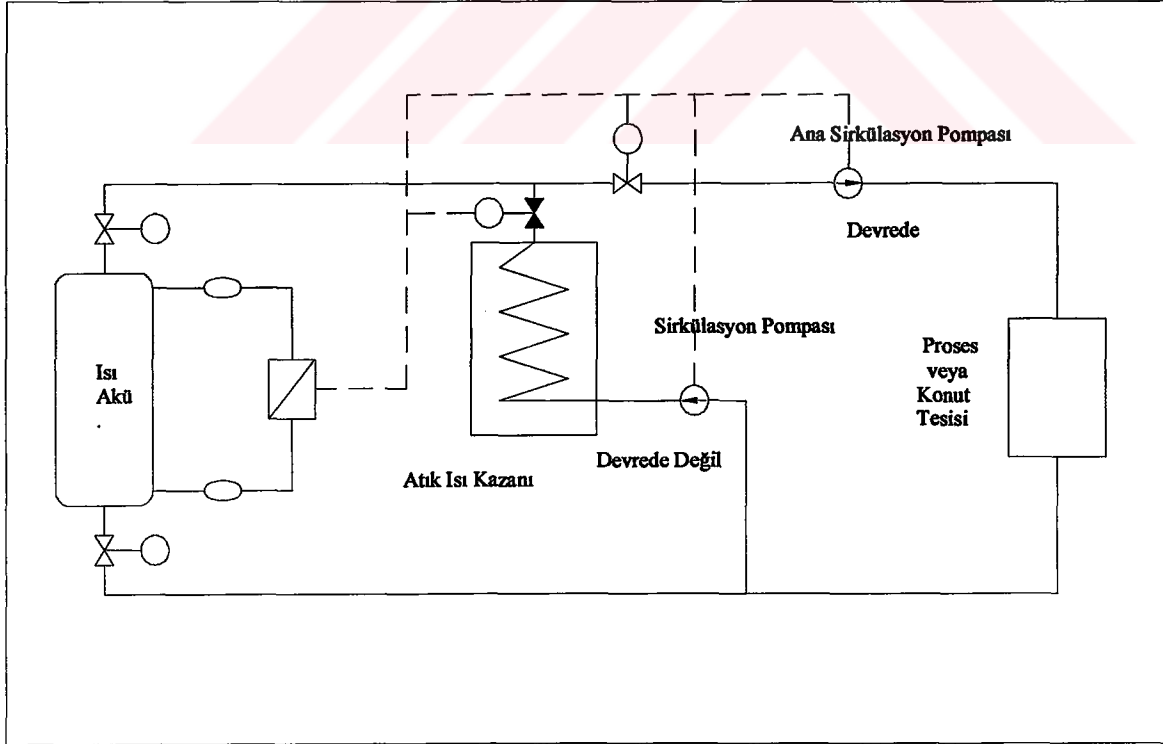 Ana Sirkülasyon Pompası
Devrede
Sirkülasyon Pompası
Isı
Akü
Proses
veya
Konut
Tesisi
Devrede Değil
Atık Isı Kazanı